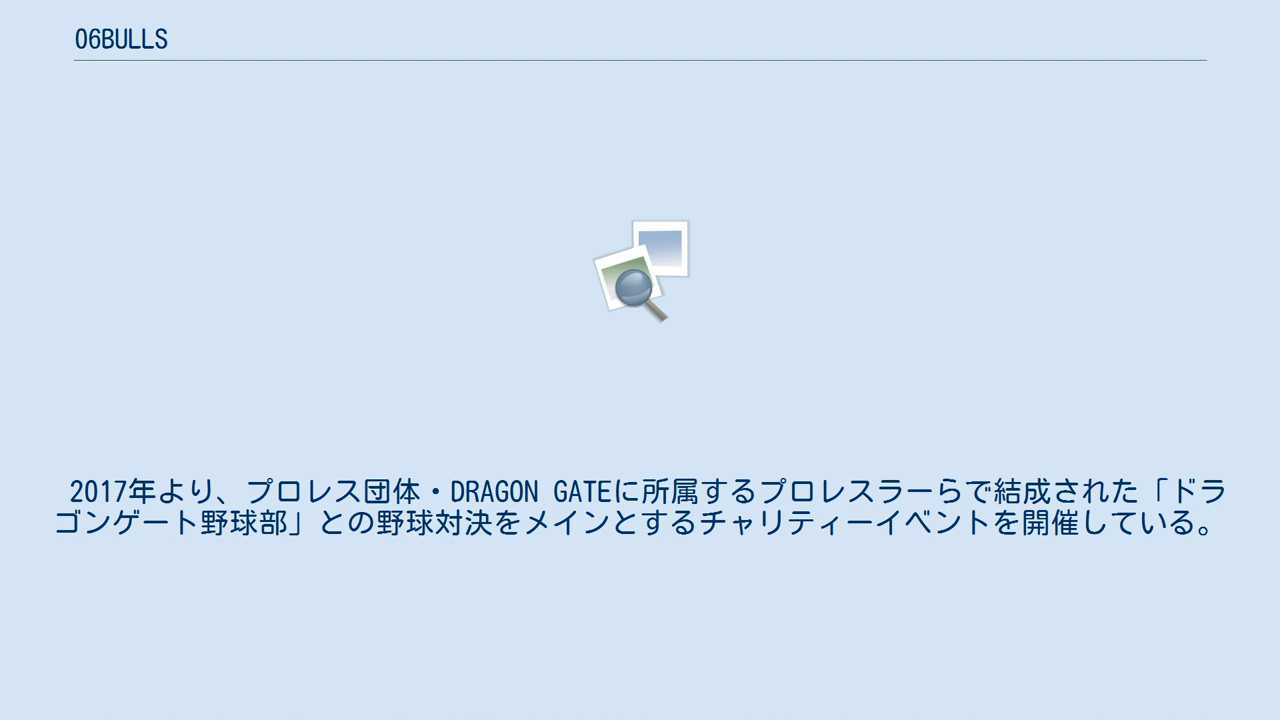 06BULLS
2017年より、プロレス団体・DRAGON GATEに所属するプロレスラーらで結成された「ドラ
ゴンゲート野球部」との野球対決をメインとするチャリティーイベントを開催している。